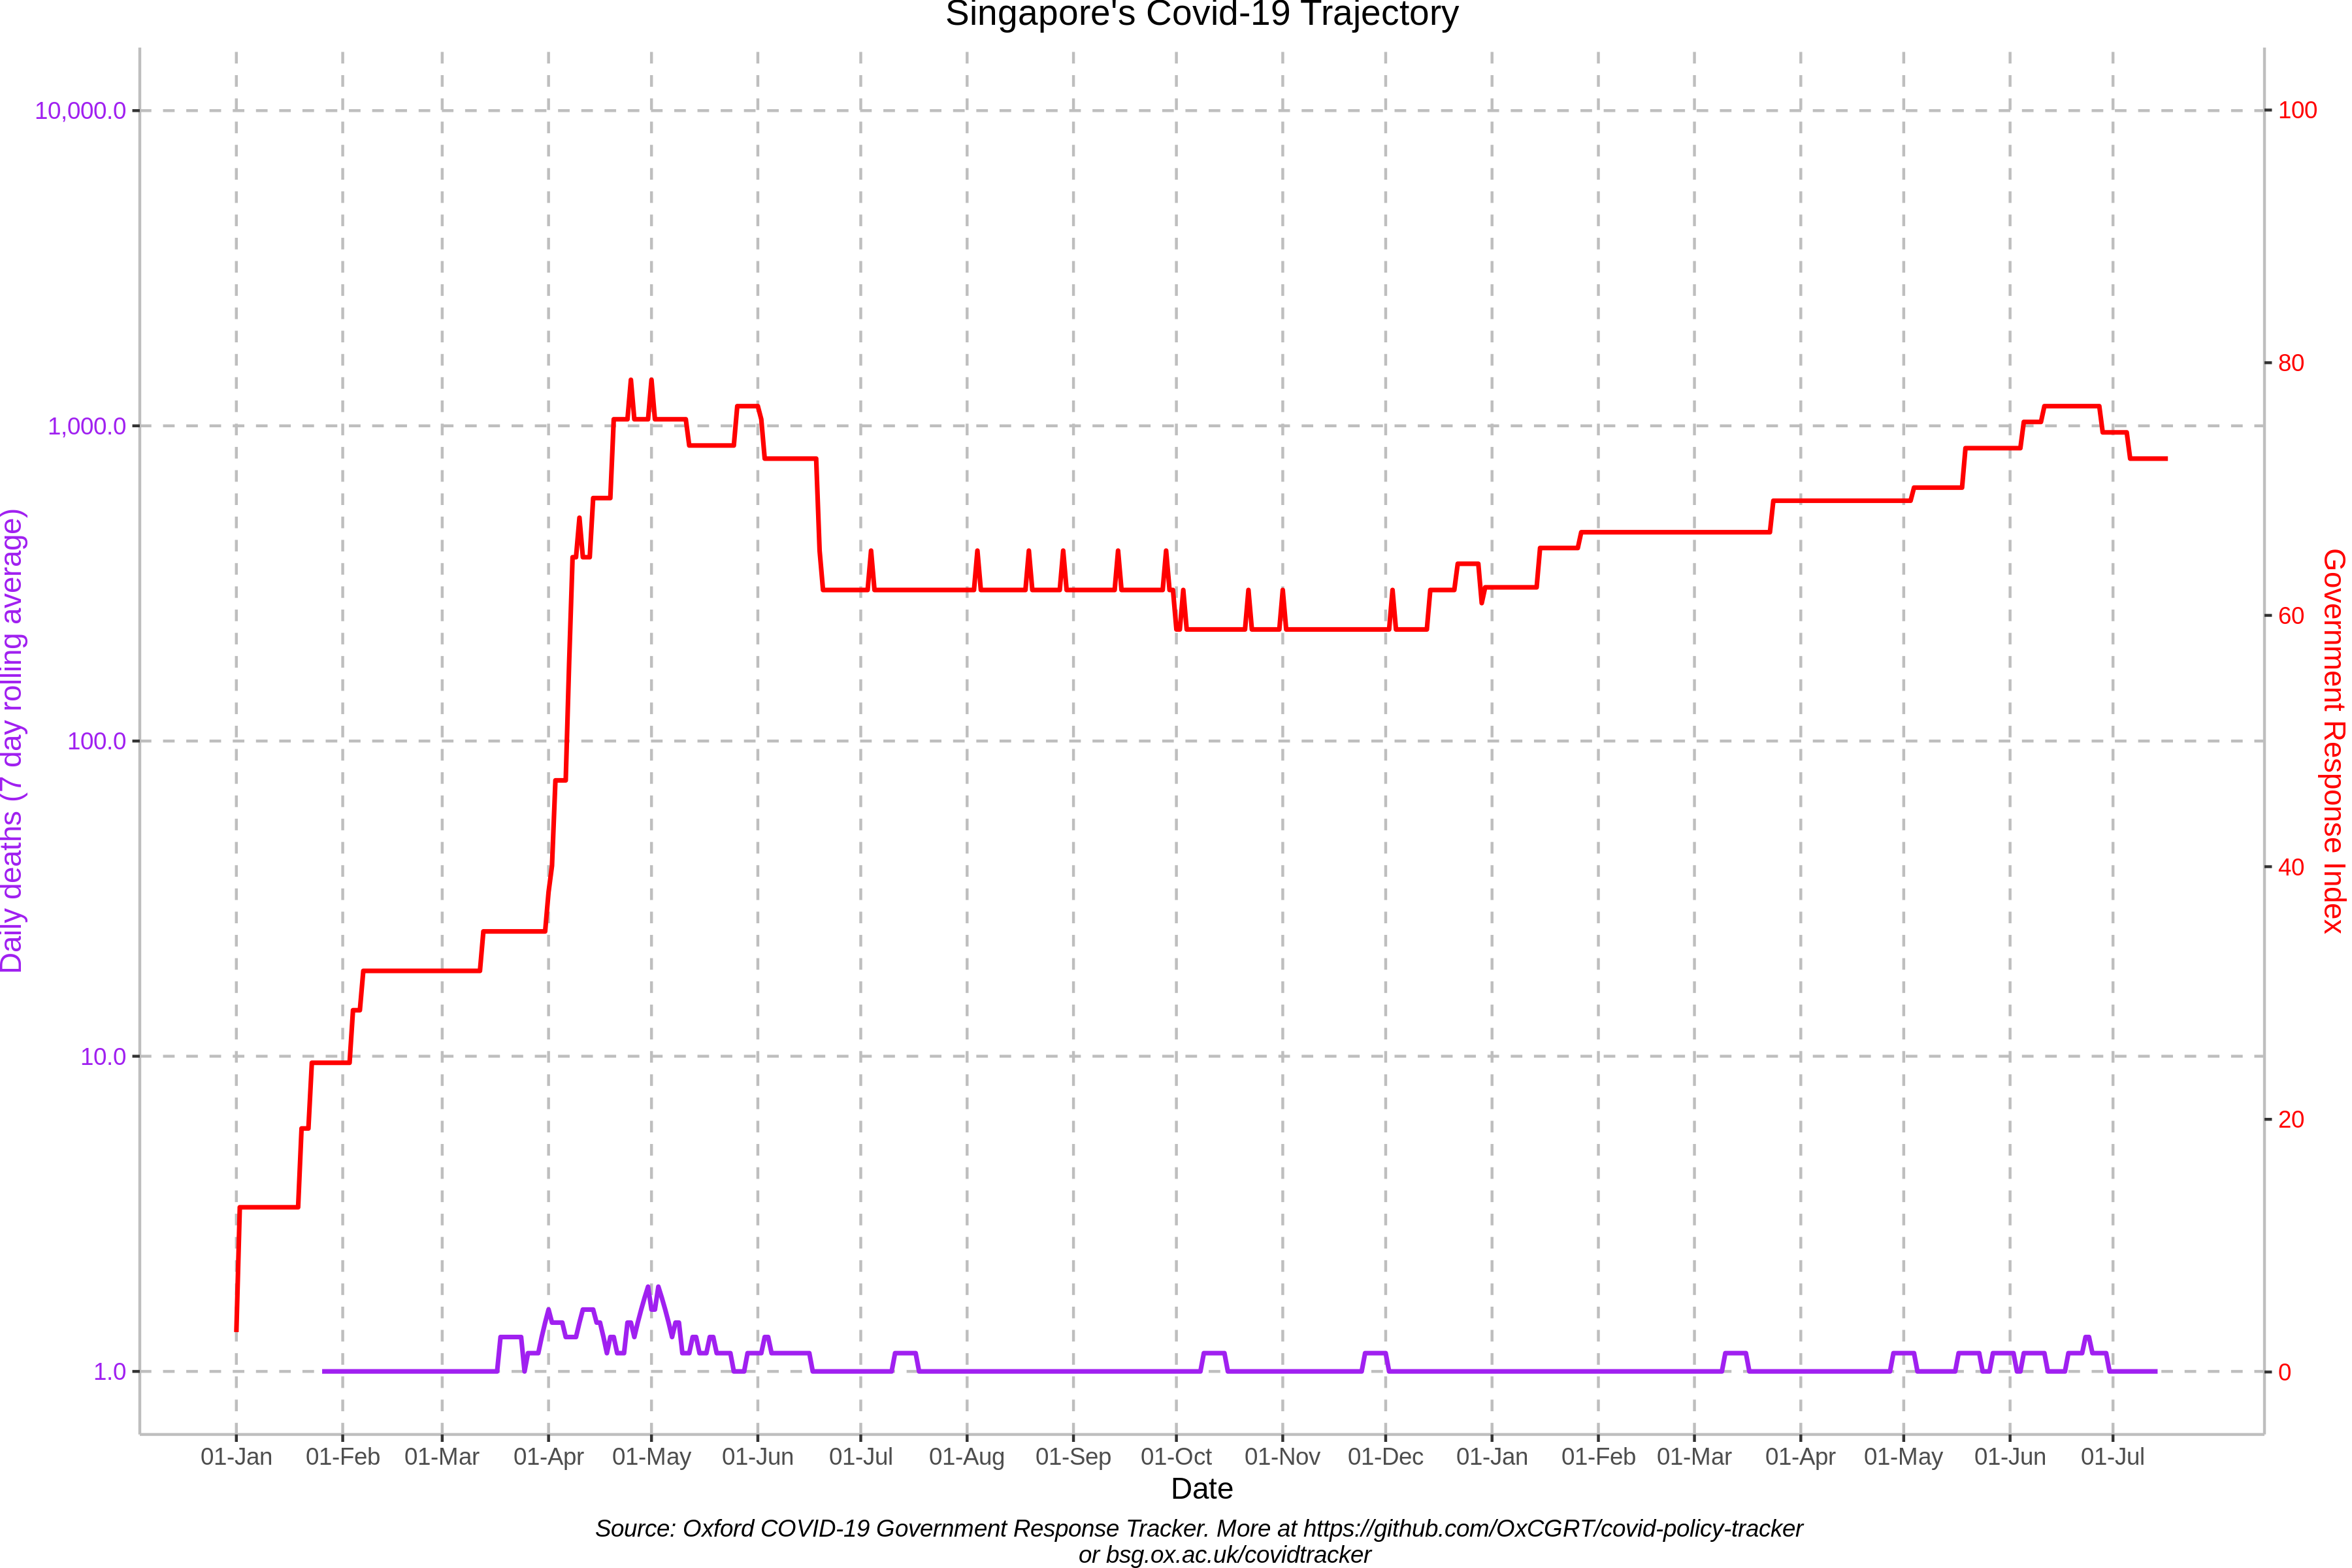 Singapore's Covid-19 Trajectory
10,000.0
1,000.0
100.0
10.0
1.0
Daily deaths (7 day rolling average)
100
80
60
40
20
0
Government Response Index
01-Jan 01-Feb 01-Mar 01-Apr 01-May 01-Jun 01-Jul 01-Aug 01-Sep 01-Oct 01-Nov 01-Dec 01-Jan 01-Feb 01-Mar 01-Apr 01-May 01-Jun 01-Jul
Date
Source: Oxford COVID-19 Government Response Tracker. More at https://github.com/OxCGRT/covid-policy-tracker
or bsg.ox.ac.uk/covidtracker